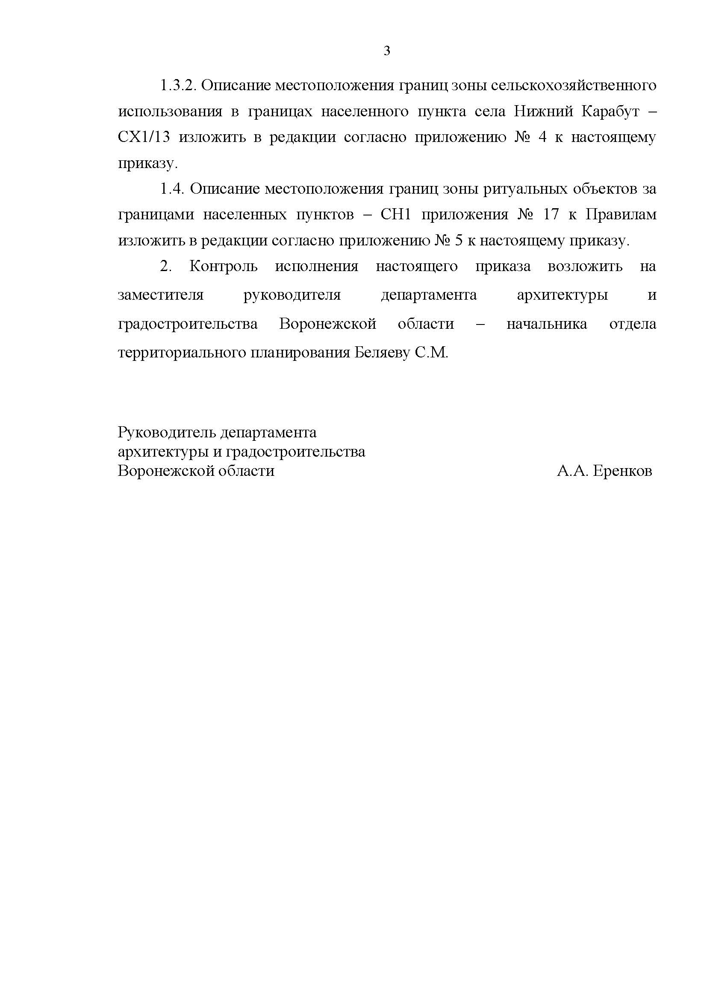 3
1.3.2. Описание местоположения границ зоны сельскохозяйственного
использования в границах населенного пункта села Нижний Карабут –
СХ1/13 изложить в редакции согласно приложению № 4 к настоящему
приказу.
1.4. Описание местоположения границ зоны ритуальных объектов за
границами населенных пунктов – СН1 приложения № 17 к Правилам
изложить в редакции согласно приложению № 5 к настоящему приказу.
2. Контроль исполнения настоящего приказа возложить на
заместителя руководителя департамента архитектуры и
градостроительства Воронежской области – начальника отдела
территориального планирования Беляеву С.М.
Руководитель департамента
архитектуры и градостроительства
Воронежской области А.А. Еренков